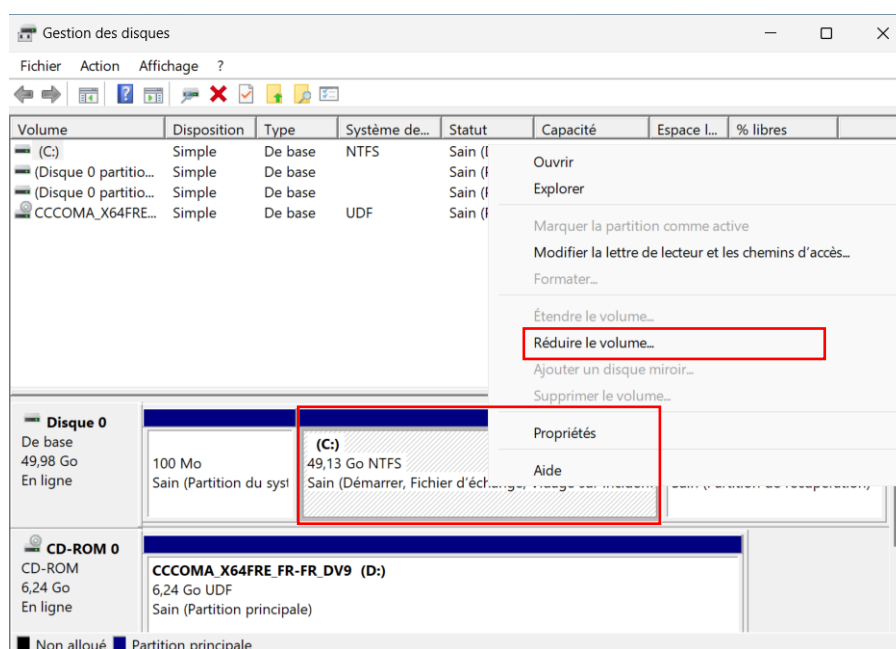 Gestion des disques
Fichier Action Affichage ?
Volume Disposition Type Système de... Statut Capacité Espace l... % libres
(C:) Simple De base NTFS Sain (
(Disque 0 partitio... Simple De base Sain (
(Disque 0 partitio... Simple De base Sain (
CCCOMA_X64FRE... Simple De base UDF Sain (
Ouvrir
Explorer
Marquer la partition comme active
Modifier la lettre de lecteur et les chemins d'accès...
Formater...
Étendre le volume...
Réduire le volume...
Ajouter un disque miroir...
Supprimer le volume...
Propriétés
Aide
Disque 0
De base
49,98 Go
En ligne
100 Mo
Sain (Partition du syst
(C:)
49,13 Go NTFS
Sain (Démarrer, Fichier d'échange,
CD-ROM 0
CD-ROM
6,24 Go
En ligne
CCCOMA_X64FRE_FR-FR_DV9 (D:)
6,24 Go UDF
Sain (Partition principale)
Non alloué Partition principale